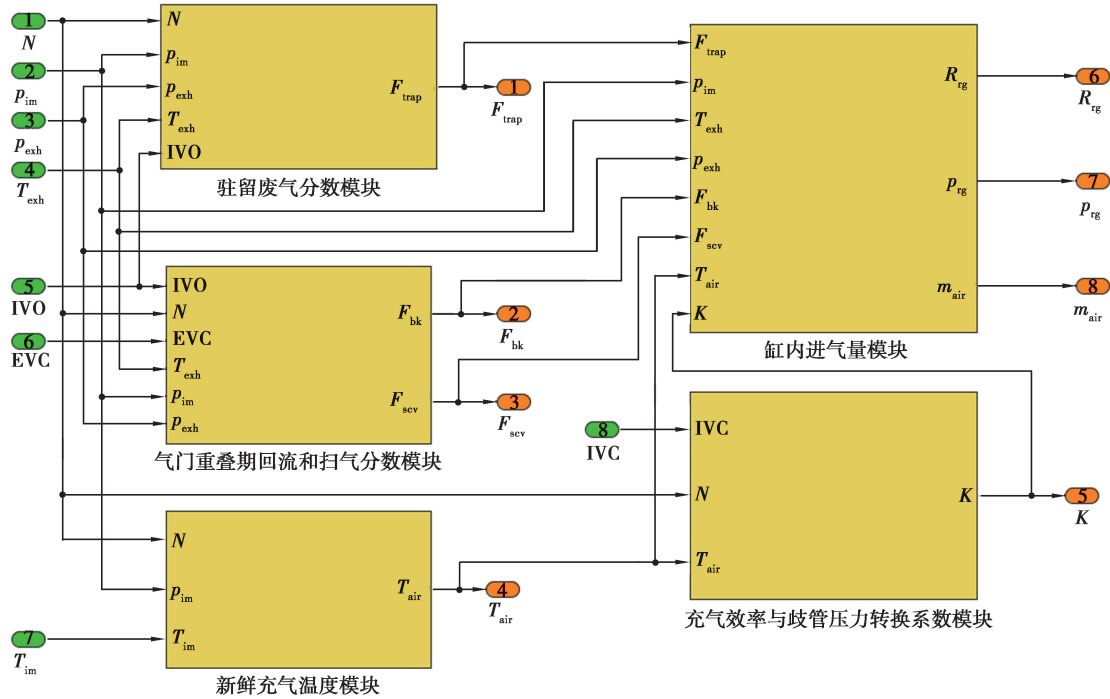 1
N
2
p_im
3
p_exh
4
T_exh
N
p_im
p_exh
T_exh
IVO
F_trap
驻留废气分数模块
1
F_trap
5
IVO
6
EVC
IVO
N
EVC
T_exh
p_im
p_exh
F_bk
F_scv
气门重叠期回流和扫气分数模块
2
F_bk
3
F_scv
7
T_im
N
p_im
T_im
T_air
新鲜充气温度模块
4
T_air
F_trap
p_im
T_exh
p_exh
F_bk
F_scv
T_air
K
R_rg
p_rg
m_air
缸内进气量模块
6
R_rg
7
p_rg
8
m_air
8
IVC
IVC
N
T_air
K
充气效率与歧管压力转换系数模块
5
K